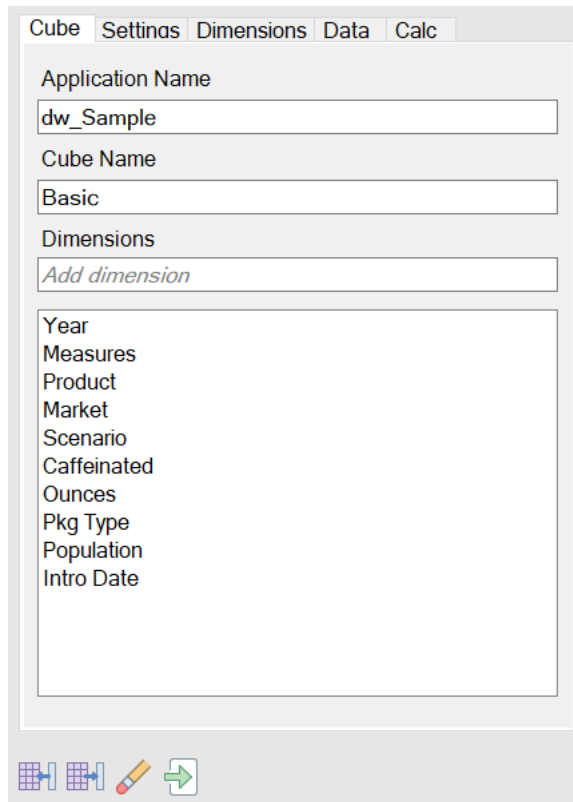 Cube Settings Dimensions Data Calc
Application Name
dw_Sample
Cube Name
Basic
Dimensions
Add dimension
Year
Measures
Product
Market
Scenario
Caffeinated
Ounces
Pkg Type
Population
Intro Date